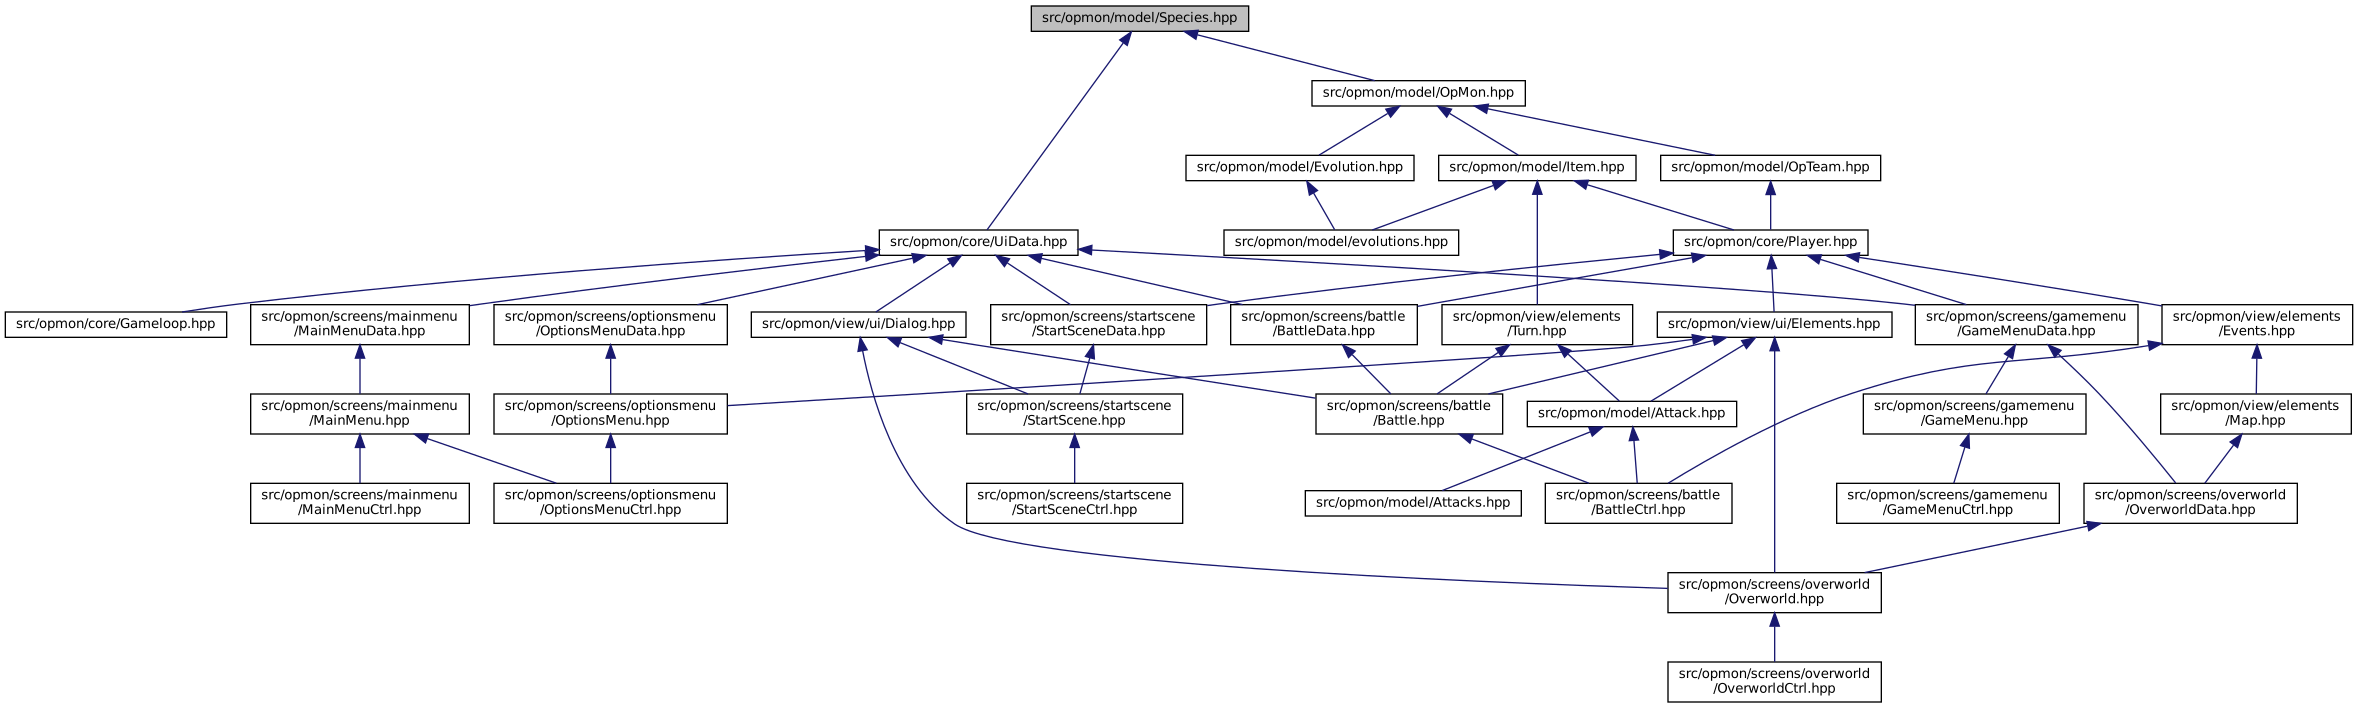 src/opmon/model/Species.hpp
src/opmon/model/OpMon.hpp
src/opmon/model/Evolution.hpp
src/opmon/model/Item.hpp
src/opmon/model/OpTeam.hpp
src/opmon/core/UiData.hpp
src/opmon/model/evolutions.hpp
src/opmon/core/Player.hpp
src/opmon/core/Gameloop.hpp
src/opmon/screens/mainmenu
/MainMenuData.hpp
src/opmon/screens/optionsmenu
/OptionsMenuData.hpp
src/opmon/view/ui/Dialog.hpp
src/opmon/screens/startscene
/StartSceneData.hpp
src/opmon/screens/battle
/BattleData.hpp
src/opmon/view/elements
/Turn.hpp
src/opmon/view/ui/Elements.hpp
src/opmon/screens/gamemenu
/GameMenuData.hpp
src/opmon/view/elements
/Events.hpp
src/opmon/screens/mainmenu
/MainMenu.hpp
src/opmon/screens/optionsmenu
/OptionsMenu.hpp
src/opmon/screens/startscene
/StartScene.hpp
src/opmon/screens/battle
/Battle.hpp
src/opmon/model/Attack.hpp
src/opmon/screens/gamemenu
/GameMenu.hpp
src/opmon/view/elements
/Map.hpp
src/opmon/screens/mainmenu
/MainMenuCtrl.hpp
src/opmon/screens/optionsmenu
/OptionsMenuCtrl.hpp
src/opmon/screens/startscene
/StartSceneCtrl.hpp
src/opmon/model/Attacks.hpp
src/opmon/screens/battle
/BattleCtrl.hpp
src/opmon/screens/gamemenu
/GameMenuCtrl.hpp
src/opmon/screens/overworld
/OverworldData.hpp
src/opmon/screens/overworld
/Overworld.hpp
src/opmon/screens/overworld
/OverworldCtrl.hpp